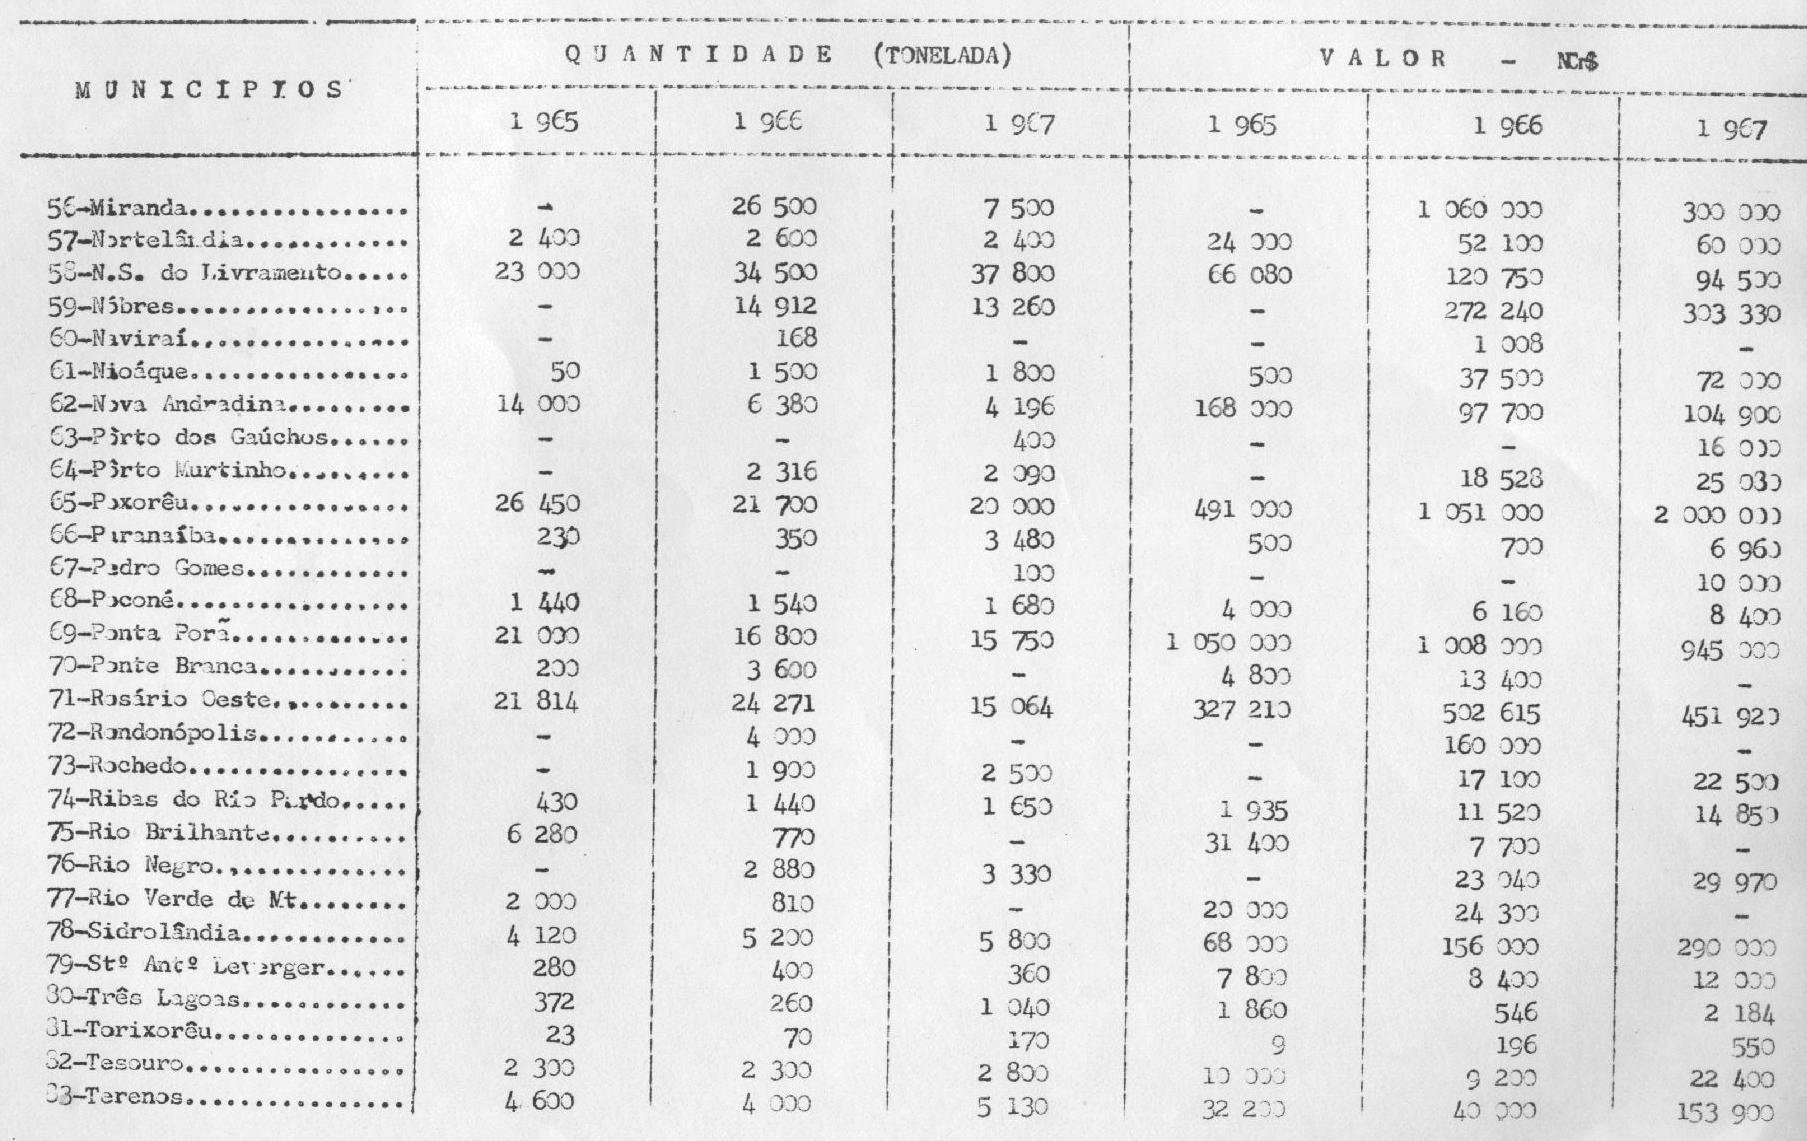 QUANTIDADE (TONELADA) VALOR - NCr$
MUNICÍPIOS
1 965 1 966 1 967 1 965 1 966 1 967
56-Miranda................ - 26 500 7 500 - 1 060 000 300 000
57-Nortelândia............ 2 400 2 600 2 400 24 000 52 100 60 000
58-N.S. do Livramento..... 23 000 34 500 37 800 66 080 120 750 94 500
59-Nôbres................. - 14 912 13 260 - 272 240 303 330
60-Naviraí................ - 168 - - 1 008 -
61-Nioáque................ 50 1 500 1 800 500 37 500 72 000
62-Nova Andradina......... 14 000 6 380 4 196 168 000 97 700 104 900
63-Pôrto dos Gaúchos...... - - 400 - - 16 000
64-Pôrto Murtinho......... - 2 316 2 090 - 18 528 25 080
65-Poxorêu................ 26 450 21 700 20 000 491 000 1 051 000 2 000 000
66-Paranaíba.............. 230 350 3 480 500 700 6 960
67-Pedro Gomes............ - - 100 - - 10 000
68-Poconé................. 1 440 1 540 1 680 4 000 6 160 8 400
69-Ponta Porã............. 21 000 16 800 15 750 1 050 000 1 008 000 945 000
70-Ponte Branca........... 200 3 600 - 4 800 13 400 -
71-Rosário Oeste.......... 21 814 24 271 15 064 327 210 502 615 451 920
72-Rondonópolis........... - 4 000 - - 160 000 -
73-Rochedo................ - 1 900 2 500 - 17 100 22 500
74-Ribas do Rio Pardo..... 430 1 440 1 650 1 935 11 520 14 850
75-Rio Brilhante.......... 6 280 770 - 31 400 7 700 -
76-Rio Negro.............. - 2 880 3 330 - 23 040 29 970
77-Rio Verde de Mt........ 2 000 810 - 20 000 24 300 -
78-Sidrolândia............ 4 120 5 200 5 800 68 000 156 000 290 000
79-Stº Antº Leverger...... 280 400 360 7 800 8 400 12 000
80-Três Lagoas............ 372 260 1 040 1 860 546 2 184
81-Torixorêu.............. 23 70 170 9 196 550
82-Tesouro................ 2 300 2 300 2 800 10 000 9 200 22 400
83-Terenos................ 4 600 4 000 5 130 32 200 40 000 153 900